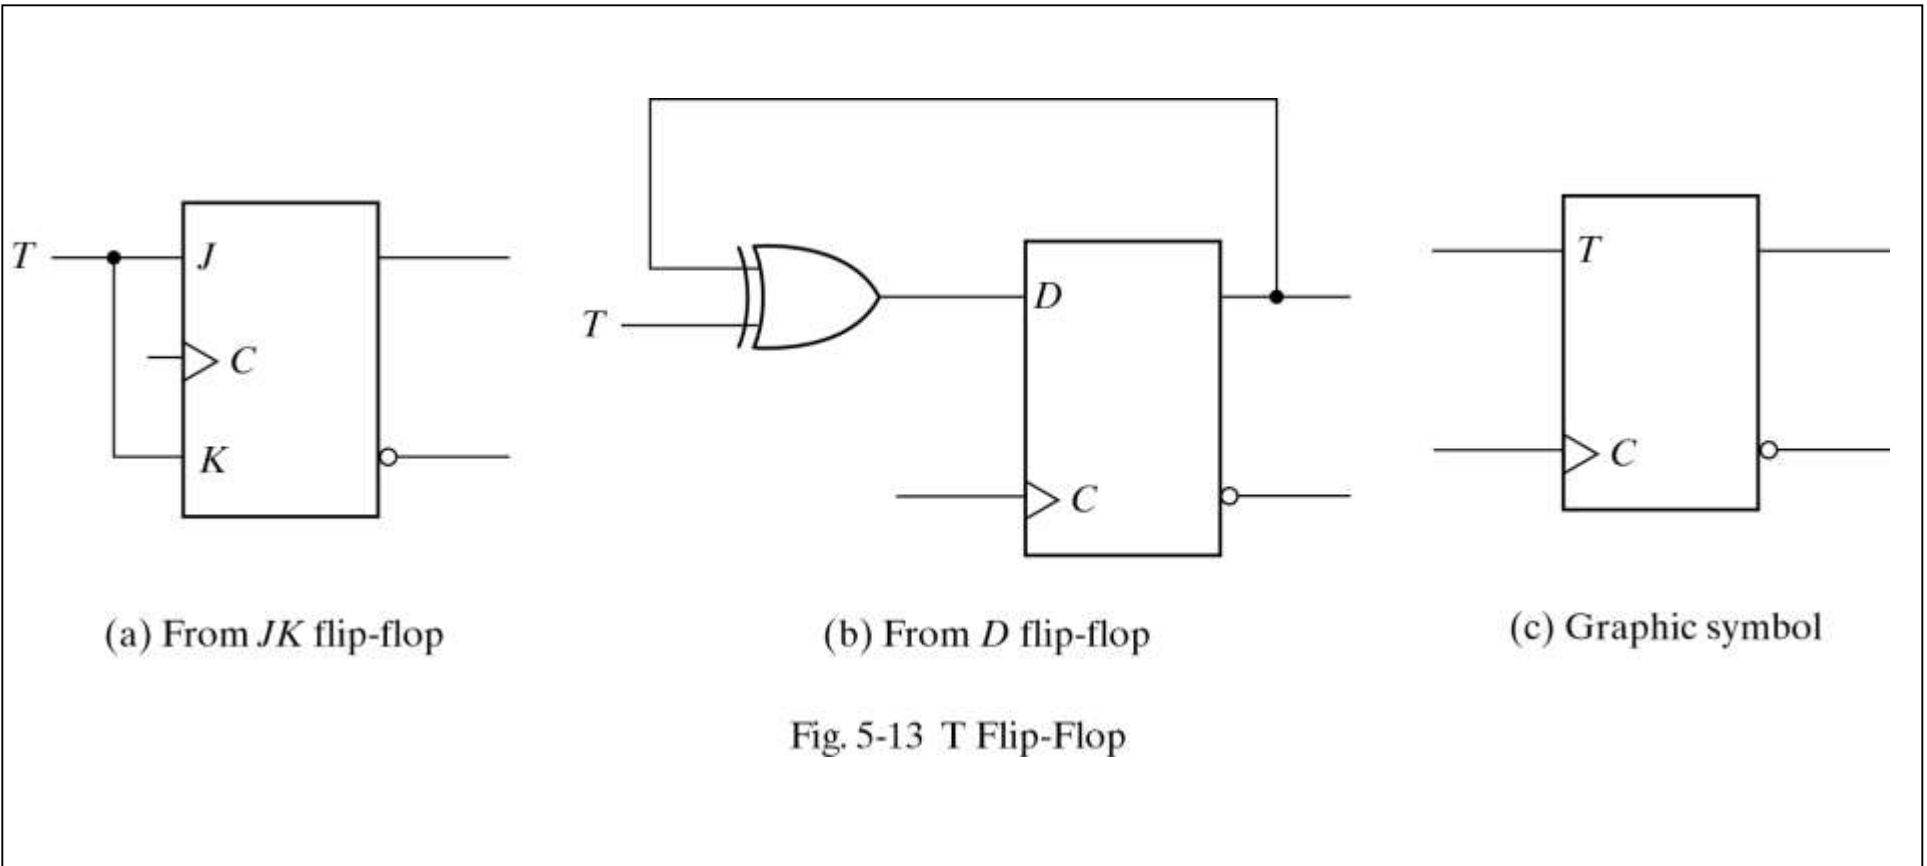 T
J
C
K
T
D
C
T
C
(a) From JK flip-flop
(b) From D flip-flop
(c) Graphic symbol
Fig. 5-13 T Flip-Flop